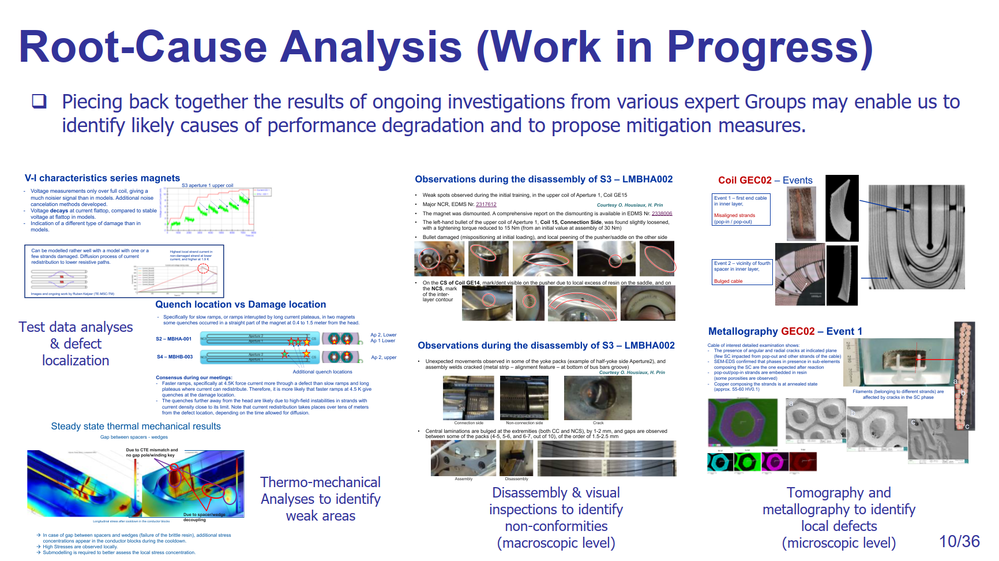 Root-Cause Analysis (Work in Progress)
❑ Piecing back together the results of ongoing investigations from various expert Groups may enable us to
identify likely causes of performance degradation and to propose mitigation measures.
V-I characteristics series magnets
- Voltage measurements only over full coil, giving a
much noisier signal than in models. Additional noise
cancelation methods developed.
- Voltage decays at current flattop, compared to stable
voltage at flattop in models.
- Indication of a different type of damage than in
models.
S3 aperture 1 upper coil
Can be modelled rather well with a model with one or a
few strands damaged. Diffusion process of current
redistribution to lower resistive paths.
Highest local strand current in
non-damaged strand at lower
current, and higher at 1.9 K
Images and ongoing work by Ruben Keijzer (TE-MSC-TM)
Quench location vs Damage location
- Specifically for slow ramps, or ramps interupted by long current plateaus, in two magnets
some quenches occurred in a straight part of the magnet at 0.4 to 1.5 meter from the head.
S2 – MBHA-001
Aperture 2
Aperture 1
Ap 2, Lower
Ap 1 Lower
S4 – MBHB-003
Aperture 2
Aperture 1
Ap 2, upper
Additional quench locations
Consensus during our meetings:
- Faster ramps, specifically at 4.5K force current more through a defect than slow ramps and long
plateaus where current can redistribute. Therefore, it is more likely that faster ramps at 4.5 K give
quenches at the damage location.
- The quenches further away from the head are likely due to high-field instabilities in strands with
current density close to its limit. Note that current redistribution takes places over tens of meters
from the defect location, depending on the time allowed for diffusion.
Test data analyses
& defect
localization
Steady state thermal mechanical results
Gap between spacers - wedges
Due to CTE mismatch and
no gap pole/winding key
Due to spacer/wedge
decoupling
Longitudinal stress after cooldown in the conductor blocks
→ In case of gap between spacers and wedges (failure of the brittle resin), additional stress
concentrations appear in the conductor blocks during the cooldown.
→ High Stresses are observed locally.
→ Submodelling is required to better assess the local stress concentration.
Thermo-mechanical
Analyses to identify
weak areas
Observations during the disassembly of S3 – LMBHA002
• Weak spots observed during the initial training, in the upper coil of Aperture 1, Coil GE15
• Major NCR, EDMS Nr. 2317612
Courtesy O. Housiaux, H. Prin
• The magnet was dismounted. A comprehensive report on the dismounting is available in EDMS Nr. 2338006
• The left-hand bullet of the upper coil of Aperture 1, Coil 15, Connection Side, was found slightly loosened,
with a tightening torque reduced to 15 Nm (from an initial value at assembly of 30 Nm)
• Bullet damaged (mispositioning at initial loading), and local peening of the pusher/saddle on the other side
• On the CS of Coil GE14, mark/dent visible on the pusher due to local excess of resin on the saddle, and on
the NCS, mark
of the inter-
layer contour
Observations during the disassembly of S3 – LMBHA002
• Unexpected movements observed in some of the yoke packs (example of half-yoke side Aperture2), and
assembly welds cracked (metal strip – alignment feature – at bottom of bus bars groove)
Courtesy O. Housiaux, H. Prin
Connection side
Non-connection side
Crack
• Central laminations are bulged at the extremities (both CC and NCS), by 1-2 mm, and gaps are observed
between some of the packs (4-5, 5-6, and 6-7, out of 10), of the order of 1.5-2.5 mm
Assembly
Disassembly
Disassembly & visual
inspections to identify
non-conformities
(macroscopic level)
Coil GEC02 – Events
Event 1 – first end cable
in inner layer,
Misaligned strands
(pop-in / pop-out)
Event 2 – vicinity of fourth
spacer in inner layer,
Bulged cable
Metallography GEC02 – Event 1
Cable of interest detailed examination shows:
- The presence of angular and radial cracks at indicated plane
(few SC impacted from pop-out and other strands of the cable)
- SEM-EDS confirmed that phases in presence in sub-elements
composing the SC are the one expected after reaction
- pop-out/pop-in strands are embedded in resin
(some porosities are observed)
- Copper composing the strands is at annealed state
(approx. 55-60 HV0.1)
Filaments (belonging to different strands) are
affected by cracks in the SC phase
a
b
c
a
b
c
Tomography and
metallography to identify
local defects
(microscopic level)
10/36